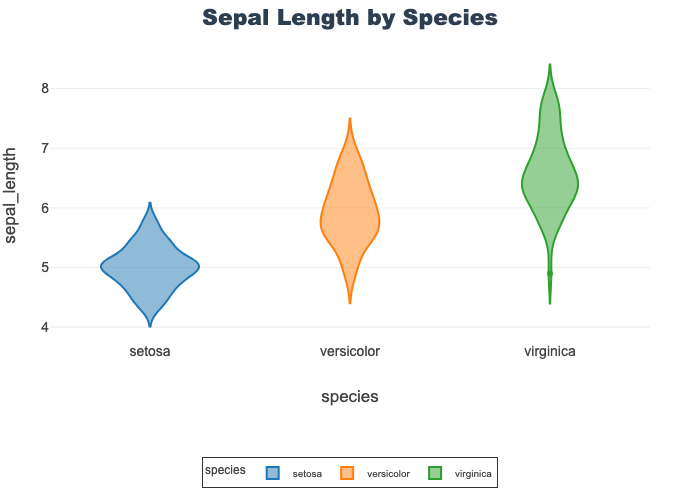 Sepal Length by Species
sepal_length
8
7
6
5
4
setosa
versicolor
virginica
species
species
setosa
versicolor
virginica